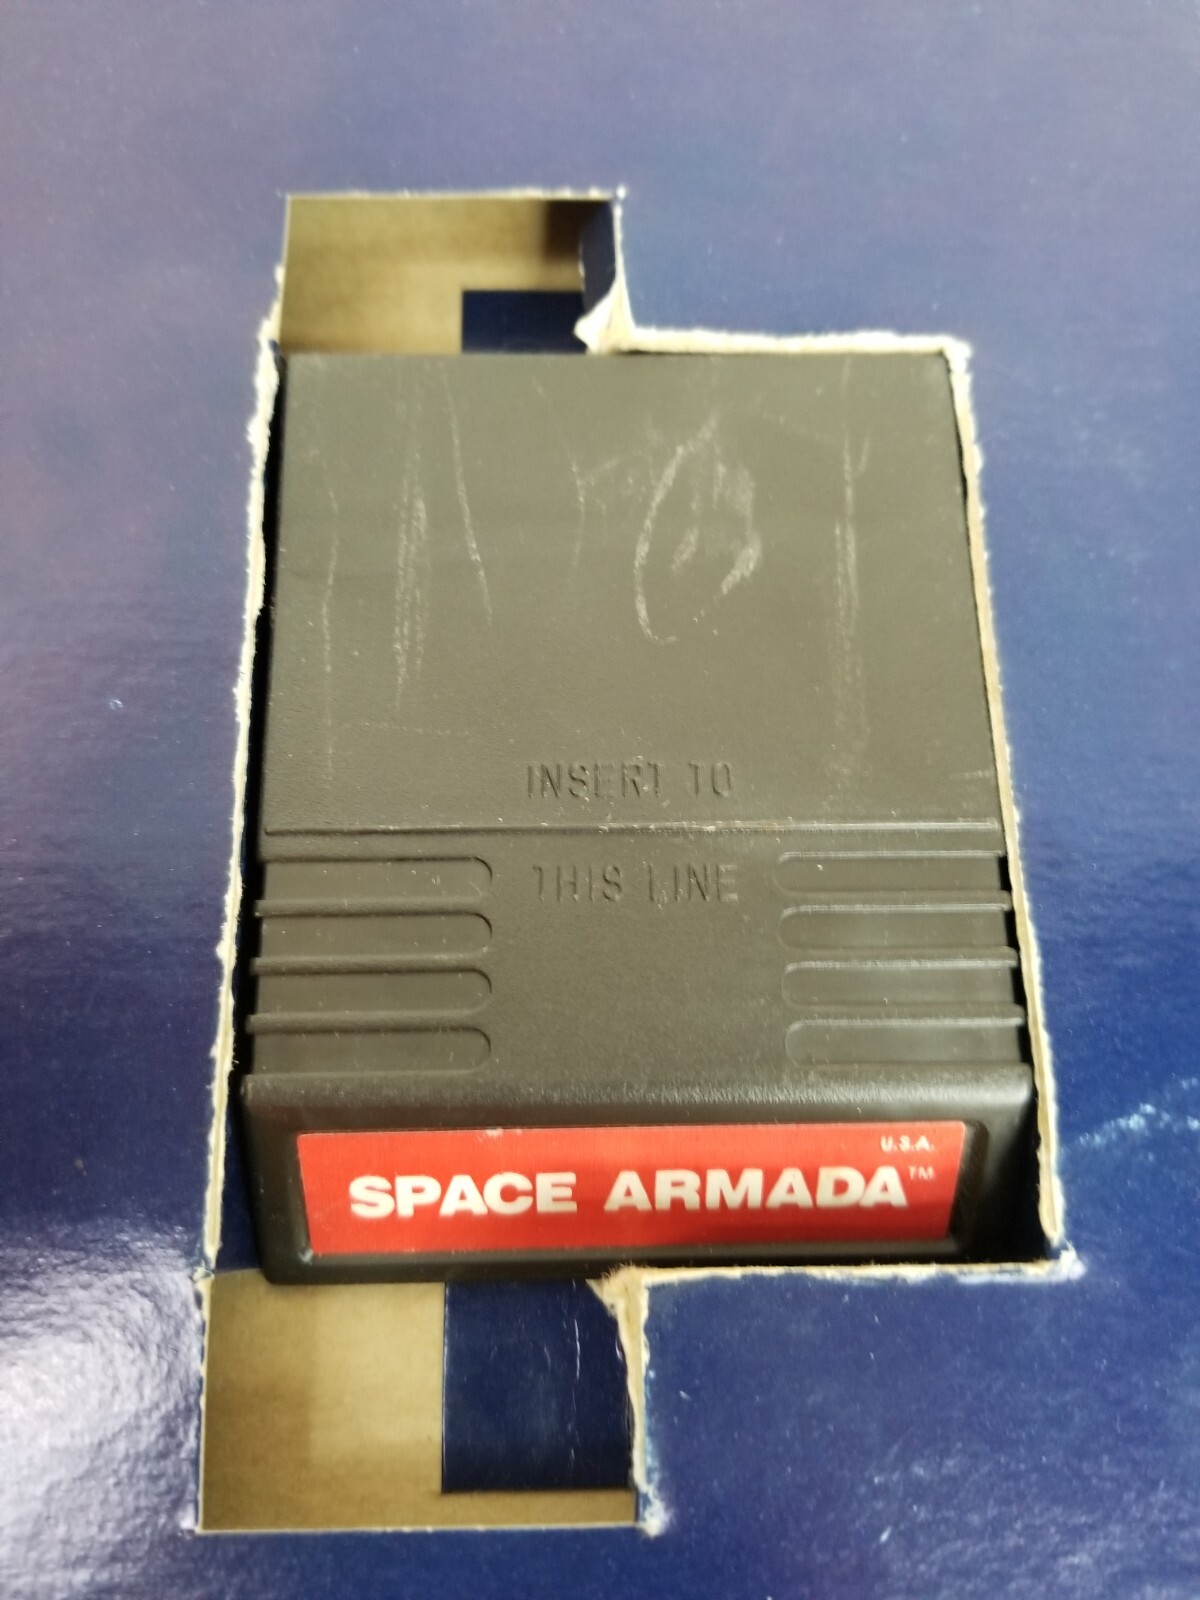 INSERT TO
THIS LINE
U.S.A.
SPACE ARMADA™